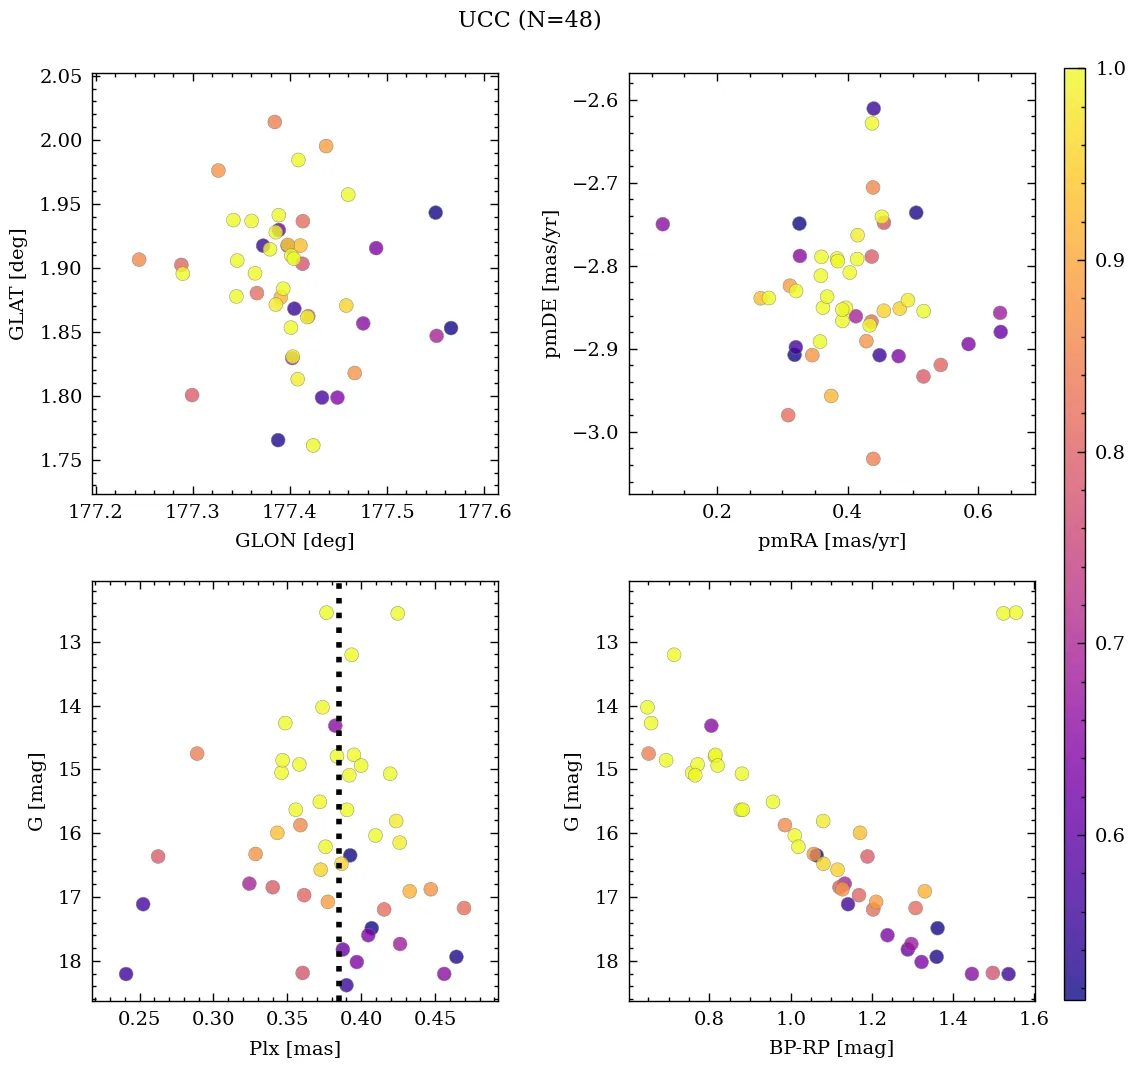 UCC (N=48)
2.05
2.00
1.95
1.90
1.85
1.80
1.75
GLAT [deg]
177.2 177.3 177.4 177.5 177.6
GLON [deg]
−2.6
−2.7
−2.8
−2.9
−3.0
pmDE [mas/yr]
0.2 0.4 0.6
pmRA [mas/yr]
13
14
15
16
17
18
G [mag]
0.25 0.30 0.35 0.40 0.45
Plx [mas]
13
14
15
16
17
18
G [mag]
0.8 1.0 1.2 1.4 1.6
BP-RP [mag]
1.0
0.9
0.8
0.7
0.6